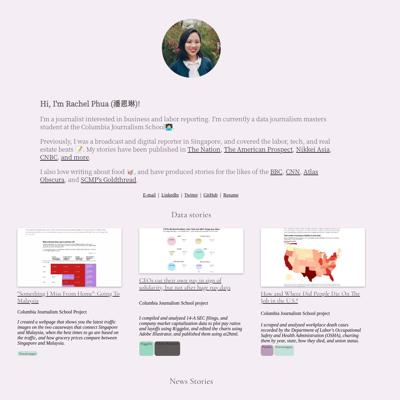 Hi, I'm Rachel Phua (潘恩琳)!
I'm a journalist interested in business and labor reporting. I'm currently a data journalism masters
student at the Columbia Journalism School
Previously, I was a broadcast and digital reporter in Singapore, and covered the labor, tech, and real
estate beats. My stories have been published in The Nation, The American Prospect, Nikkei Asia,
CNBC, and more.
I also love writing about food, and have produced stories for the likes of the BBC, CNN, Atlas
Obscura, and SCMP's Goldthread.
E-mail | LinkedIn | Twitter | GitHub | Resume
Data stories
"Something I Miss From Home": Going To
Malaysia
Columbia Journalism School project
I created a webpage that shows you the latest traffic
images on the two causeways that connect Singapore
and Malaysia, when the best times to go are based on
the traffic, and how grocery prices compare between
Singapore and Malaysia.
CEOs cut their own pay in sign of
solidarity, but not after huge pay days
Columbia Journalism School project
I compiled and analyzed 14-A SEC filings, and
company market capitalization data to plot pay ratios
and layoffs using R/ggplot, and edited the charts using
Adobe Illustrator, and published them using ai2html.
How and Where Did People Die On The
Job in the U.S?
Columbia Journalism School project
I scraped and analyzed workplace death cases
recorded by the Department of Labor's Occupational
Safety and Health Administration (OSHA), charting
them by year, state, how they died, and union status.
News Stories